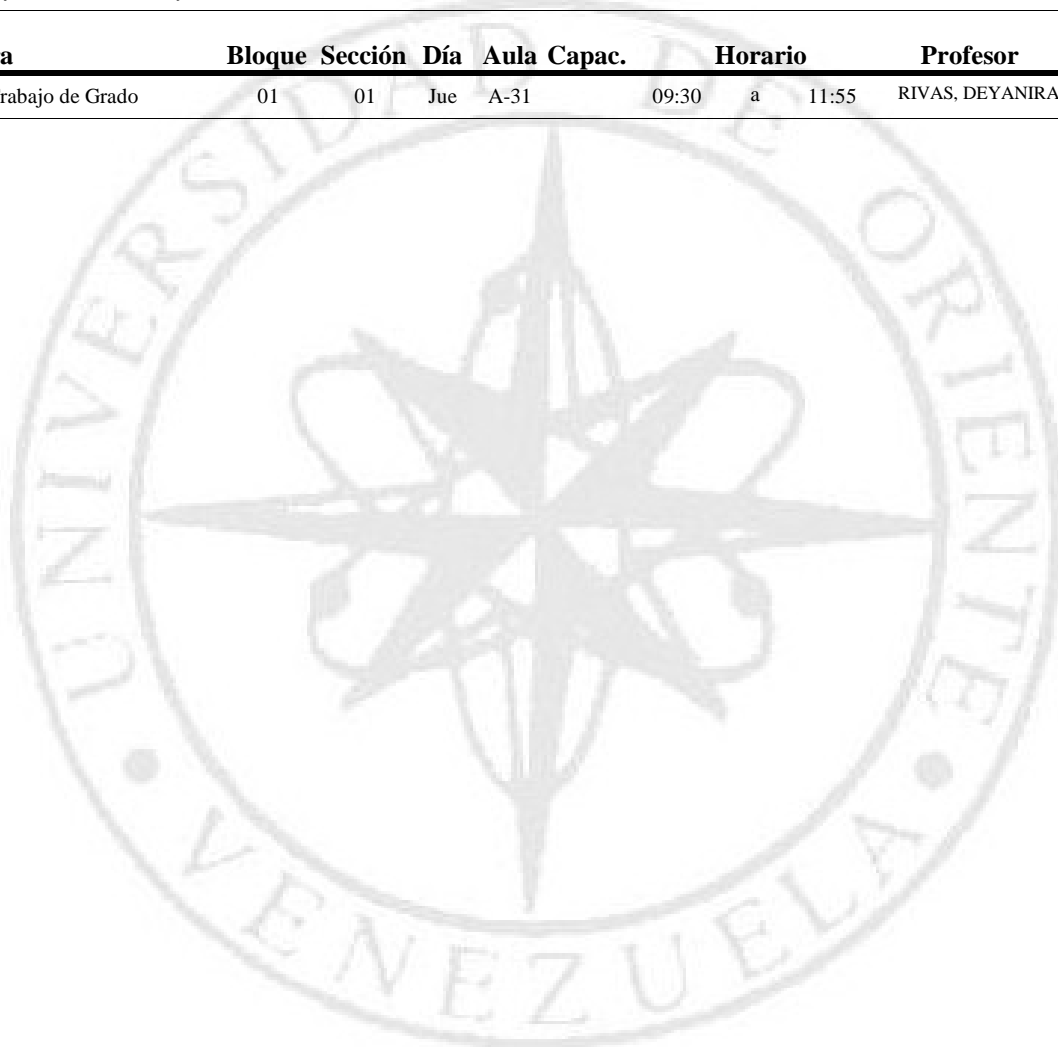 a Bloque Sección Día Aula Capac. Horario Profesor
rabajo de Grado 01 01 Jue A-31 09:30 a 11:55 RIVAS, DEYANIRA
UNIVERSIDAD DE ORIENTE
• VENEZUELA •